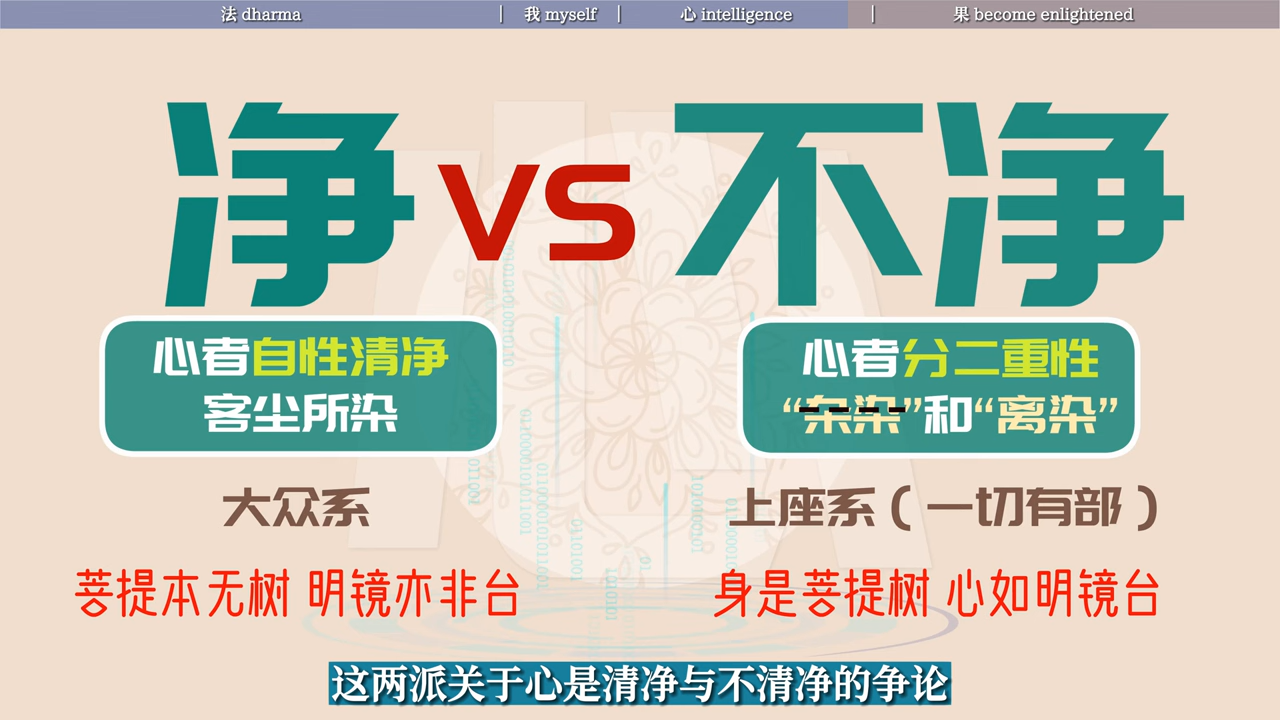 法 dharma | 我 myself | 心 intelligence | 果 become enlightened
净 VS 不净
心者自性清净
客尘所染
心者分二重性
“杂染”和“离染”
大众系
上座系(一切有部)
菩提本无树 明镜亦非台
身是菩提树 心如明镜台
这两派关于心是清净与不清净的争论